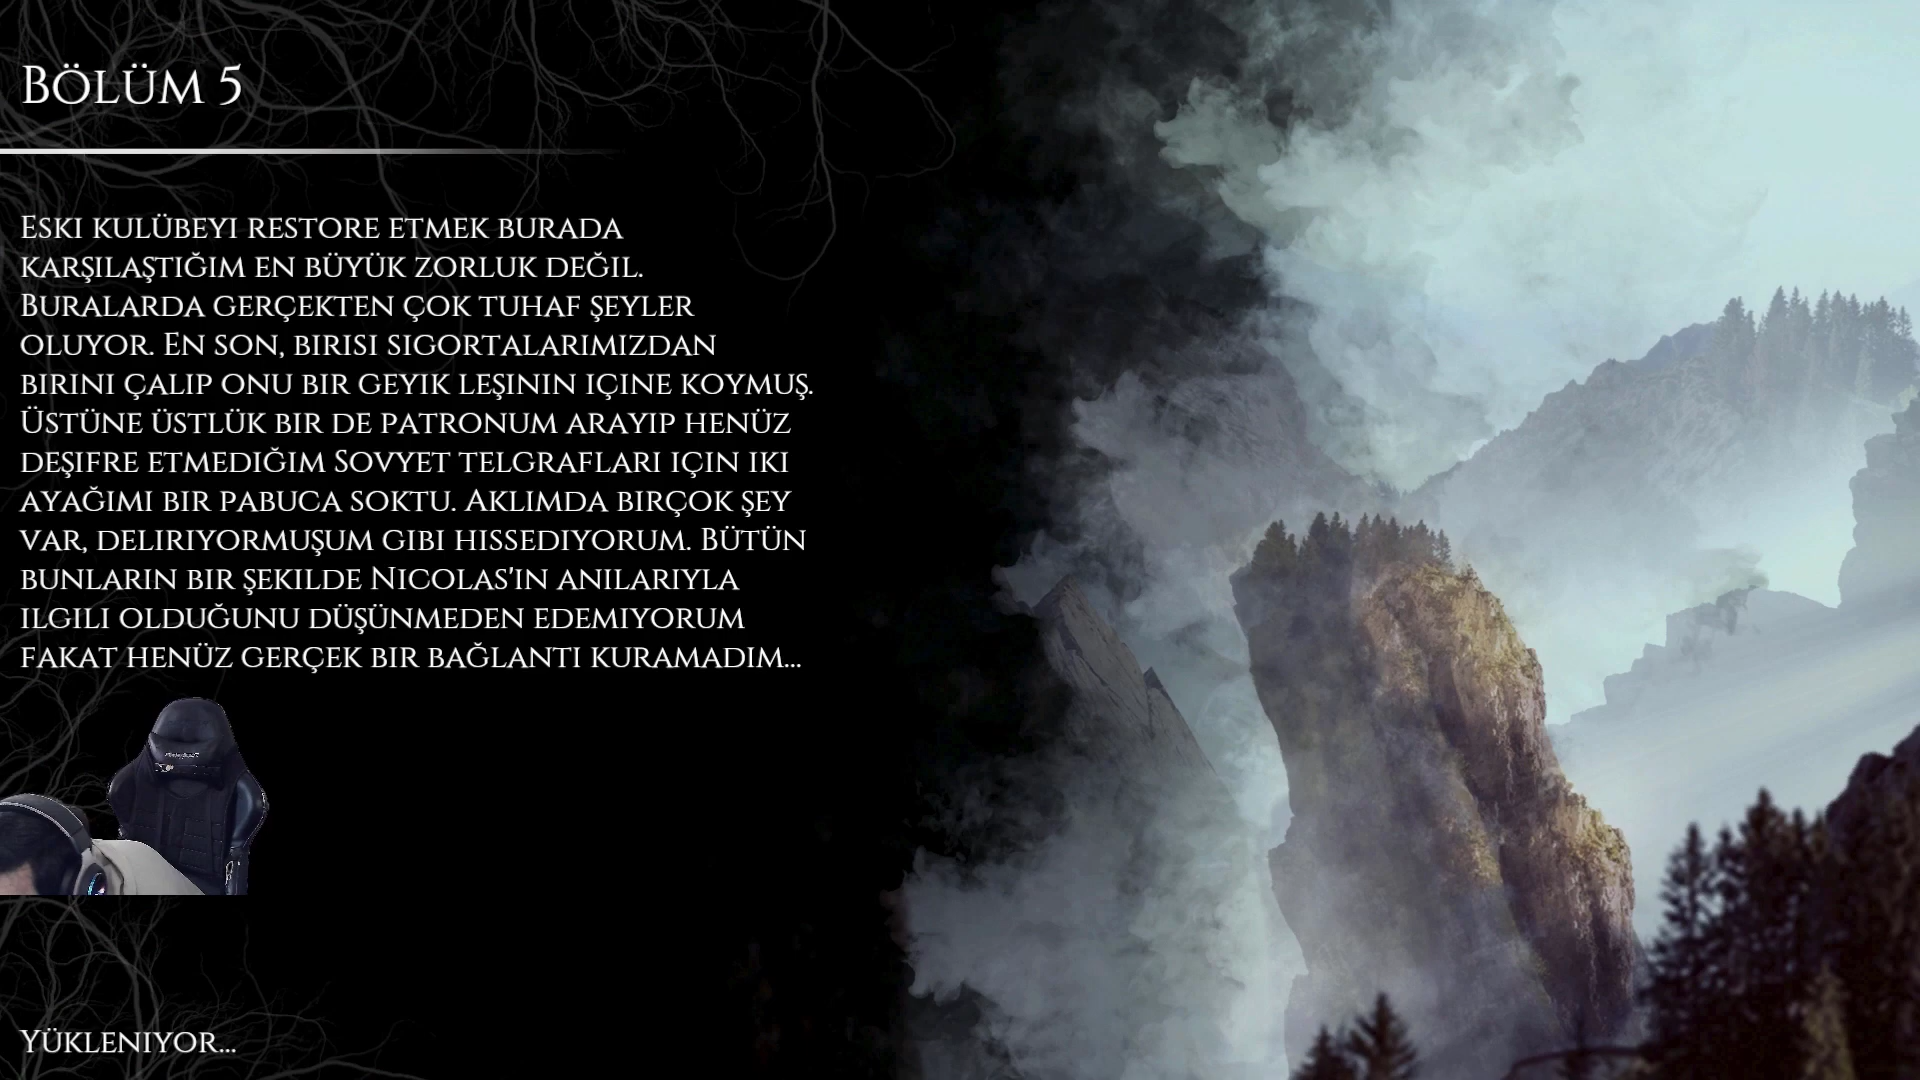 Bölüm 5
Eski kulübeyi restore etmek burada
karşılaştığım en büyük zorluk değil.
Buralarda gerçekten çok tuhaf şeyler
oluyor. En son, birisi sigortalarımızdan
birini çalıp onu bir geyik leşinin içine koymuş.
Üstüne üstlük bir de patronum arayıp henüz
deşifre etmediğim Sovyet telgrafları için iki
ayağımı bir pabuca soktu. Aklımda birçok şey
var, deliriyormuşum gibi hissediyorum. Bütün
bunların bir şekilde Nicolas'ın anılarıyla
ilgili olduğunu düşünmeden edemiyorum
fakat henüz gerçek bir bağlantı kuramadım...
Yükleniyor...